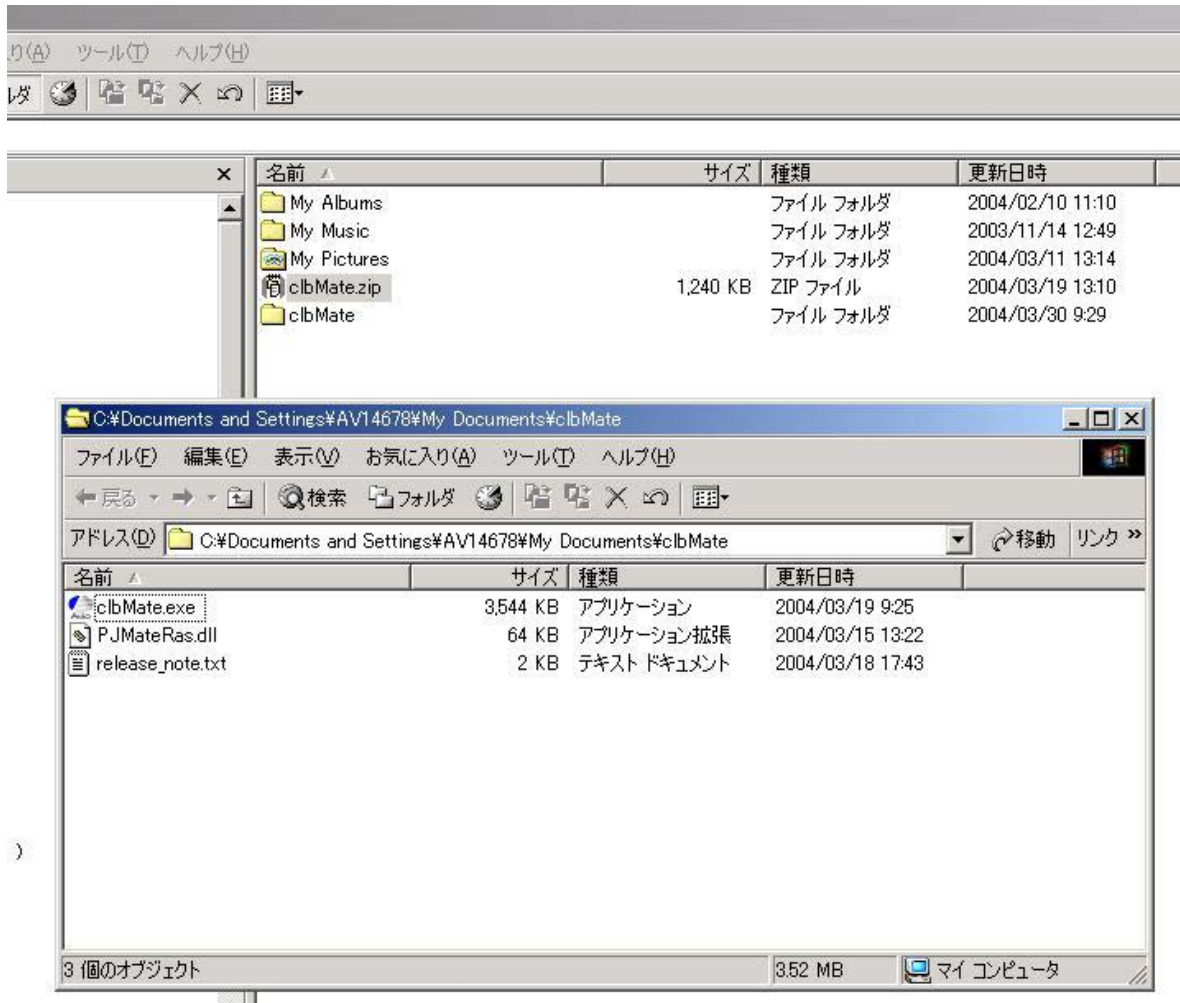 り(A) ツール(T) ヘルプ(H)
ルダ
名前 サイズ 種類 更新日時
My Albums ファイル フォルダ 2004/02/10 11:10
My Music ファイル フォルダ 2003/11/14 12:49
My Pictures ファイル フォルダ 2004/03/11 13:14
clbMate.zip 1,240 KB ZIP ファイル 2004/03/19 13:10
clbMate ファイル フォルダ 2004/03/30 9:29
C:¥Documents and Settings¥AV14678¥My Documents¥clbMate
ファイル(F) 編集(E) 表示(V) お気に入り(A) ツール(T) ヘルプ(H)
戻る 検索 フォルダ
アドレス(D) C:¥Documents and Settings¥AV14678¥My Documents¥clbMate 移動 リンク »
名前 サイズ 種類 更新日時
clbMate.exe 3,544 KB アプリケーション 2004/03/19 9:25
PJMateRas.dll 64 KB アプリケーション拡張 2004/03/15 13:22
release_note.txt 2 KB テキスト ドキュメント 2004/03/18 17:43
)
3 個のオブジェクト 3.52 MB マイ コンピュータ